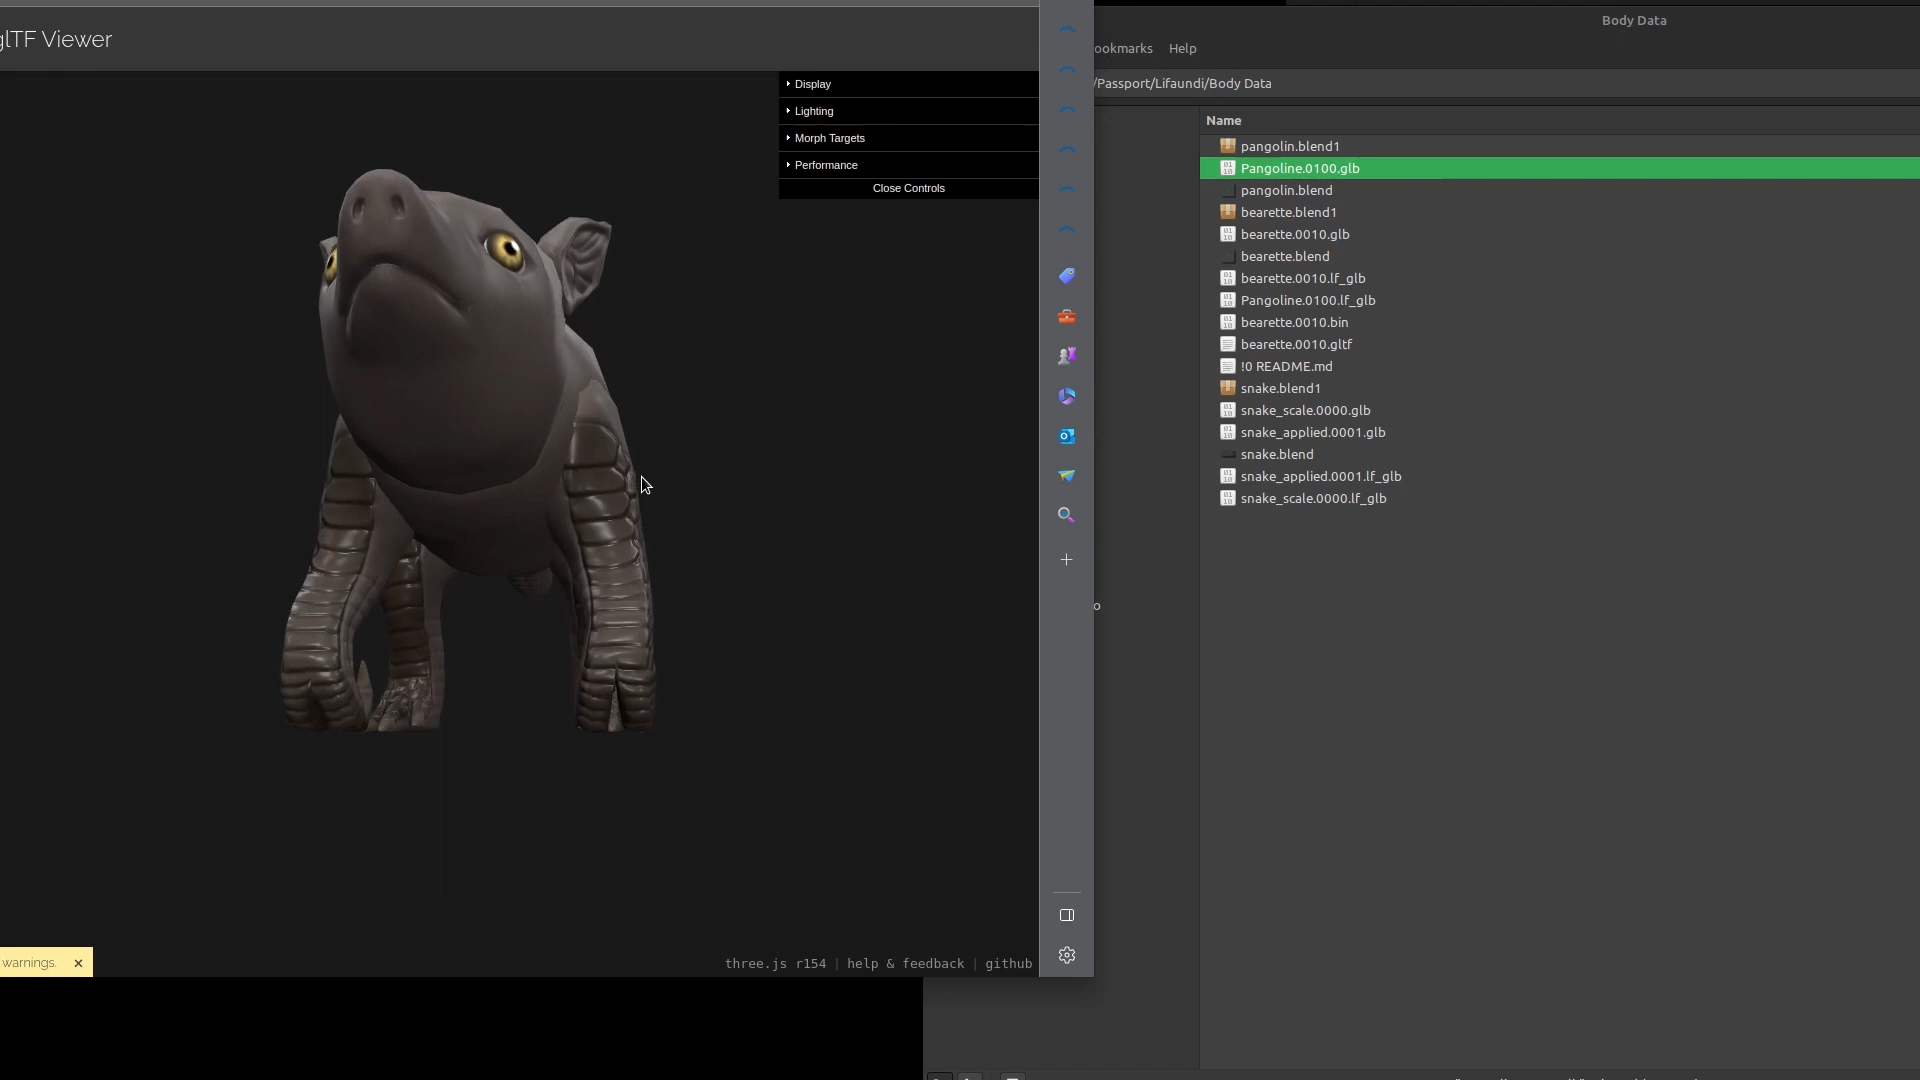 glTF Viewer
Display
Lighting
Morph Targets
Performance
Close Controls
warnings.
three.js r154 | help & feedback | github
Body Data
ookmarks Help
/Passport/Lifaundi/Body Data
Name
pangolin.blend1
Pangoline.0100.glb
pangolin.blend
bearette.blend1
bearette.0010.glb
bearette.blend
bearette.0010.lf_glb
Pangoline.0100.lf_glb
bearette.0010.bin
bearette.0010.gltf
!0 README.md
snake.blend1
snake_scale.0000.glb
snake_applied.0001.glb
snake.blend
snake_applied.0001.lf_glb
snake_scale.0000.lf_glb
o